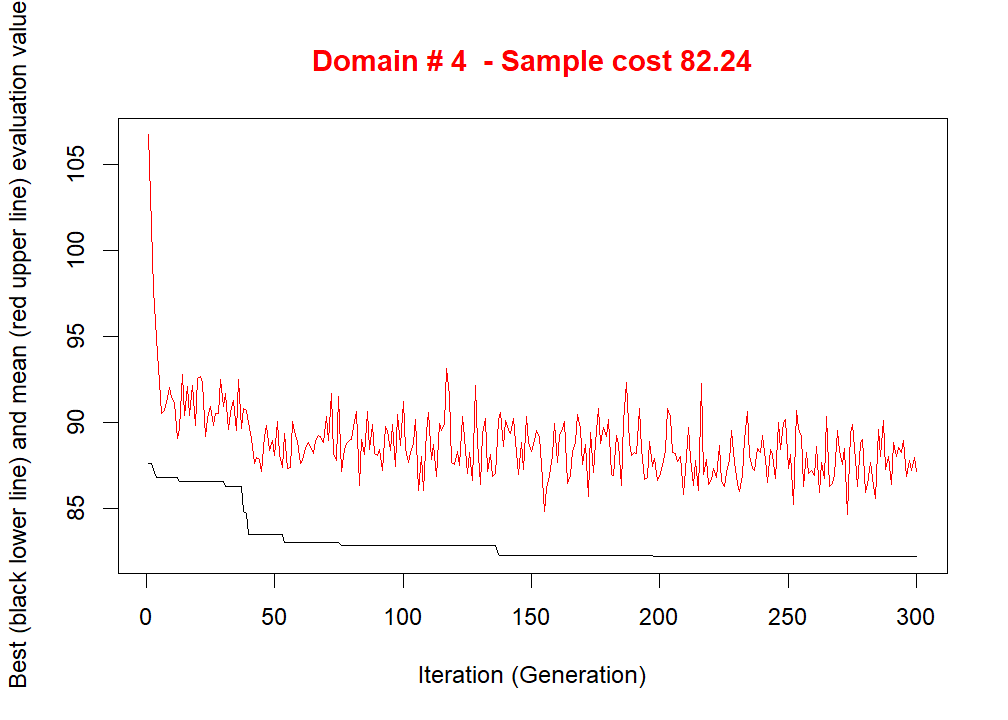 Domain # 4  - Sample cost 82.24
Best (black lower line) and mean (red upper line) evaluation value
105
100
95
90
85
0 50 100 150 200 250 300
Iteration (Generation)